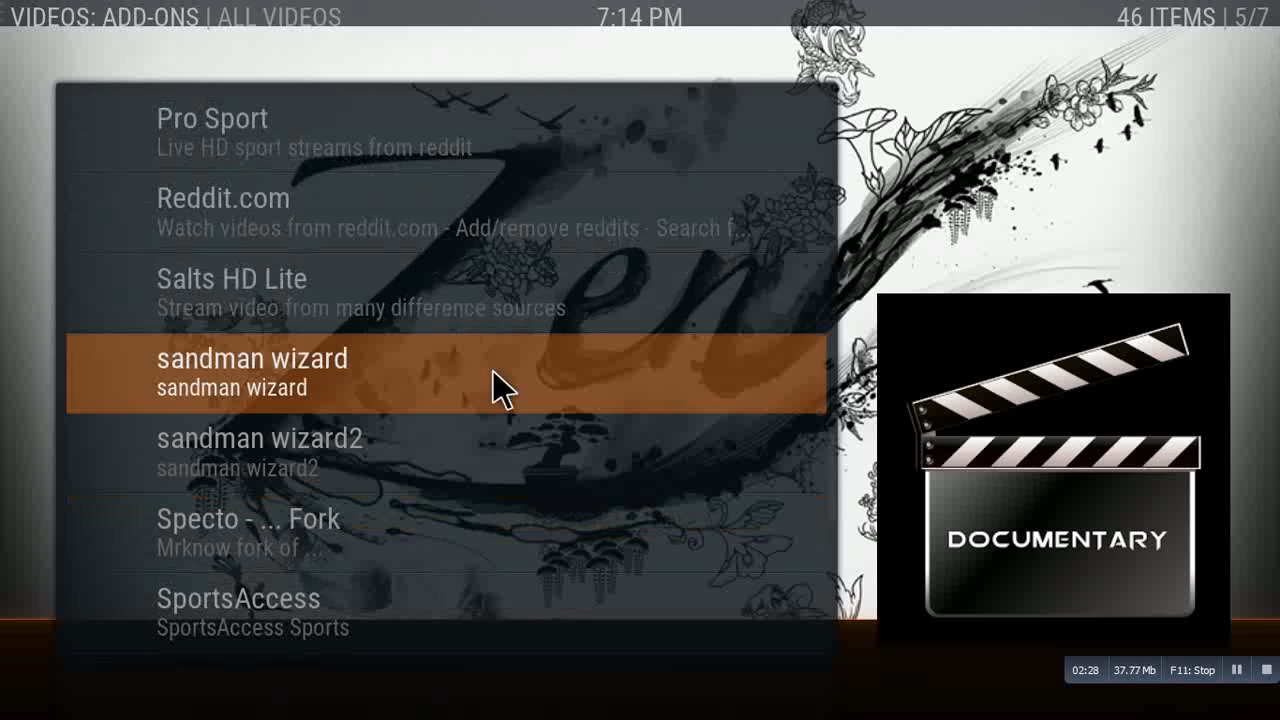 VIDEOS: ADD-ONS | ALL VIDEOS
7:14 PM
46 ITEMS | 5/7
Pro Sport
Live HD sport streams from reddit
Reddit.com
Watch videos from reddit.com - Add/remove reddits - Search f...
Salts HD Lite
Stream video from many difference sources
sandman wizard
sandman wizard
sandman wizard2
sandman wizard2
Specto - ... Fork
Mrknow fork of ...
SportsAccess
SportsAccess Sports
Zen
DOCUMENTARY
02:28 37.77 Mb F11: Stop